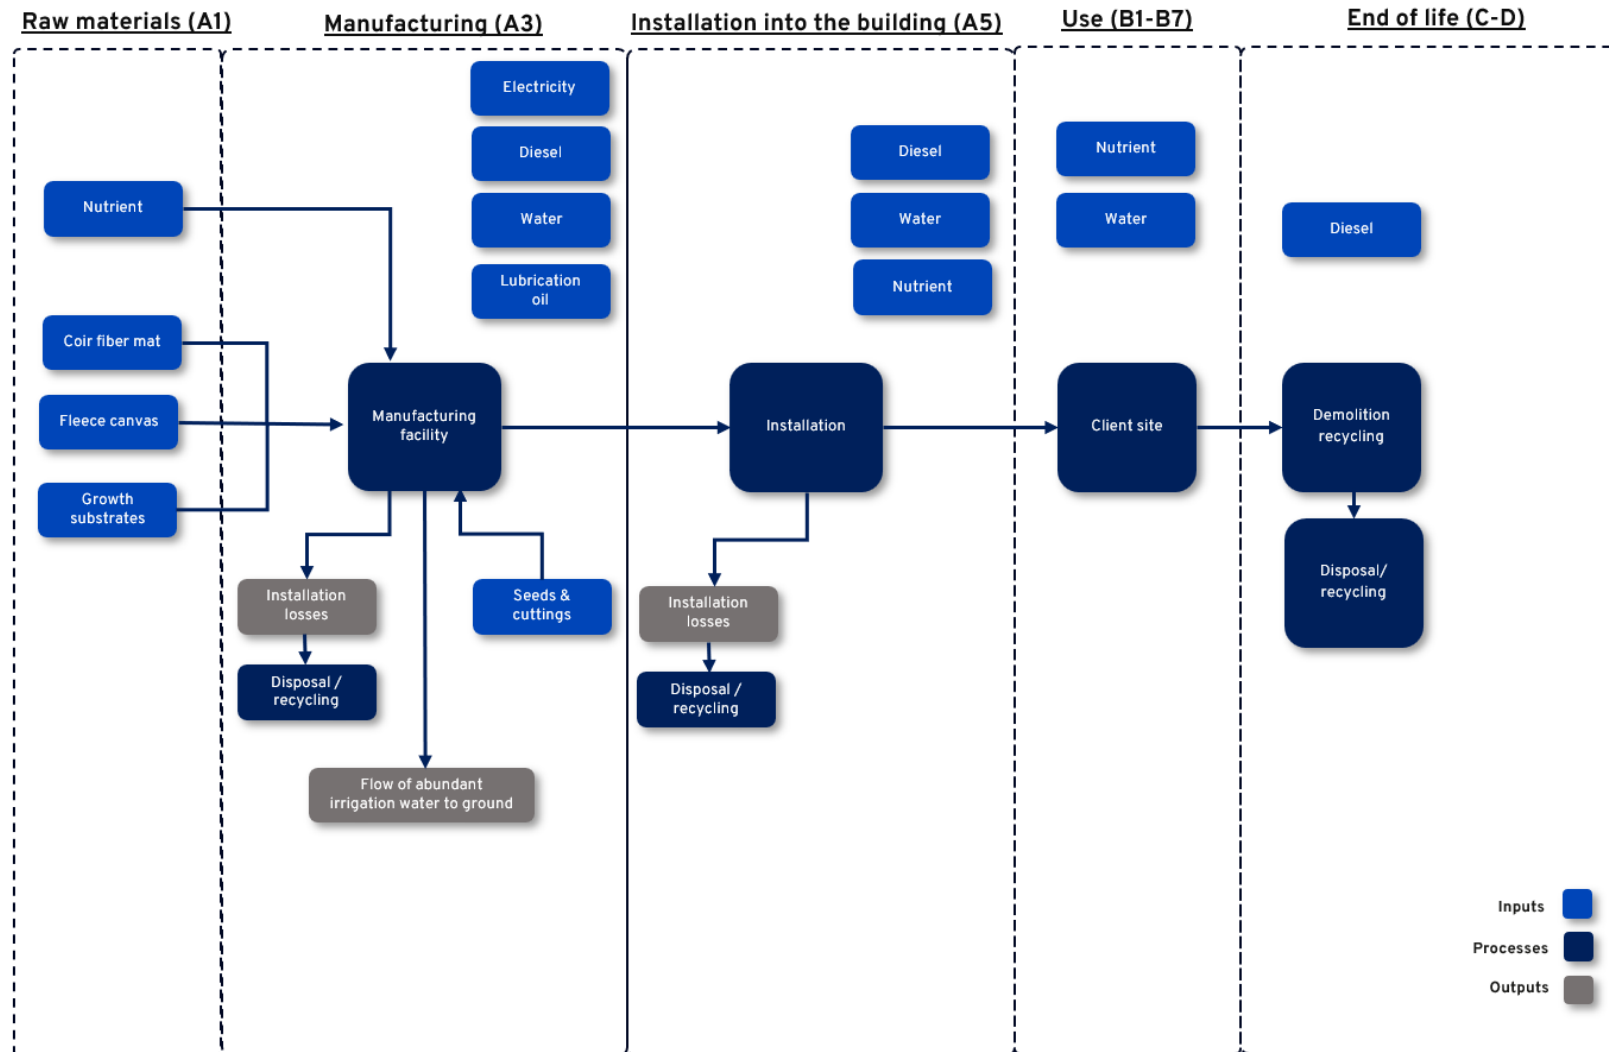 Raw materials (A1)
Manufacturing (A3)
Installation into the building (A5)
Use (B1-B7)
End of life (C-D)
Nutrient
Coir fiber mat
Fleece canvas
Growth
substrates
Electricity
Diesel
Water
Lubrication
oil
Manufacturing
facility
Installation
losses
Disposal /
recycling
Seeds &
cuttings
Flow of abundant
irrigation water to ground
Diesel
Water
Nutrient
Installation
Installation
losses
Disposal /
recycling
Nutrient
Water
Client site
Diesel
Demolition
recycling
Disposal/
recycling
Inputs
Processes
Outputs